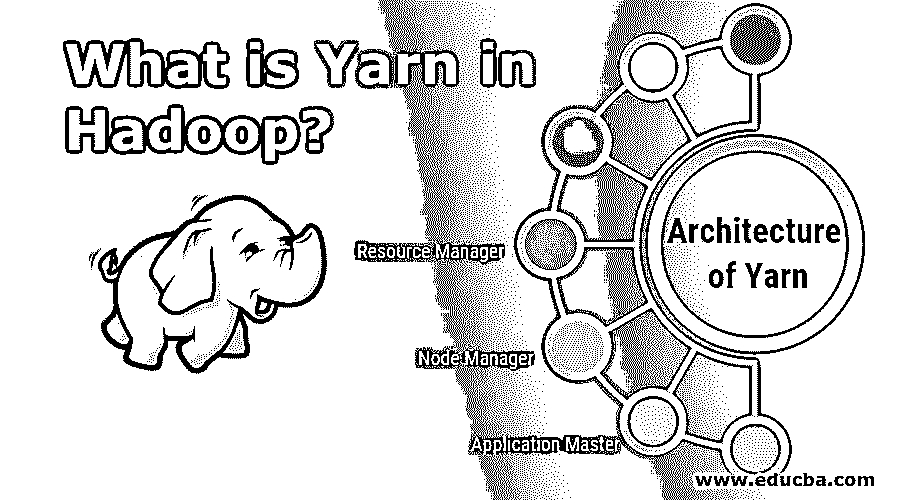 What is Yarn in
Hadoop?
Resource Manager
Node Manager
Application Master
Architecture
of Yarn
www.educba.com